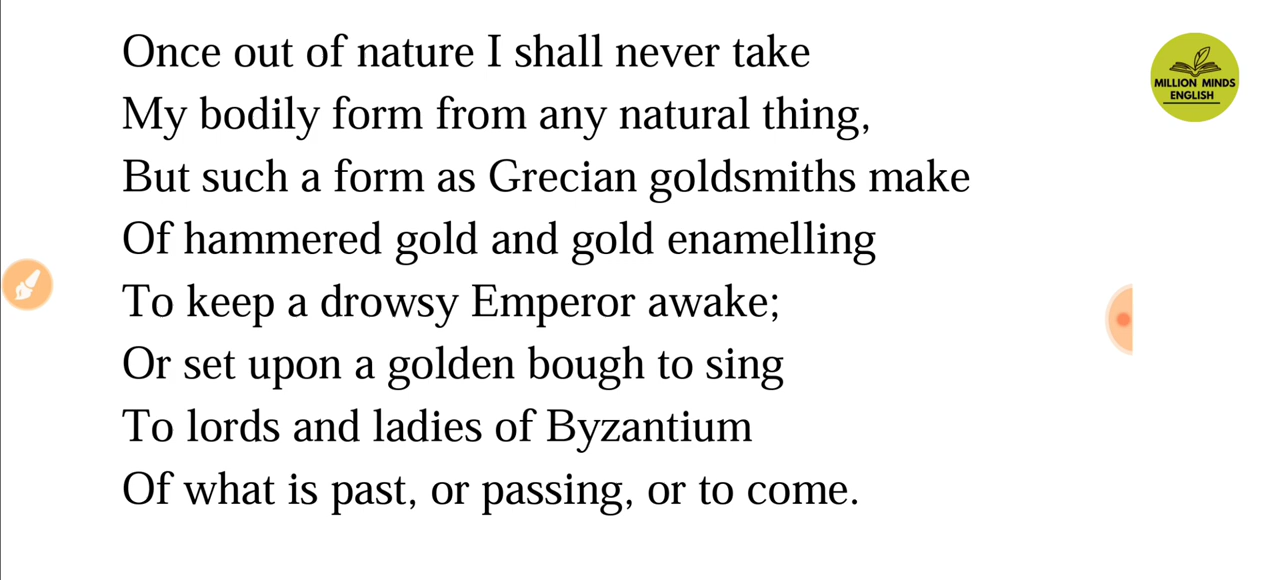 Once out of nature I shall never take
My bodily form from any natural thing,
But such a form as Grecian goldsmiths make
Of hammered gold and gold enamelling
To keep a drowsy Emperor awake;
Or set upon a golden bough to sing
To lords and ladies of Byzantium
Of what is past, or passing, or to come.
MILLION MINDS
ENGLISH